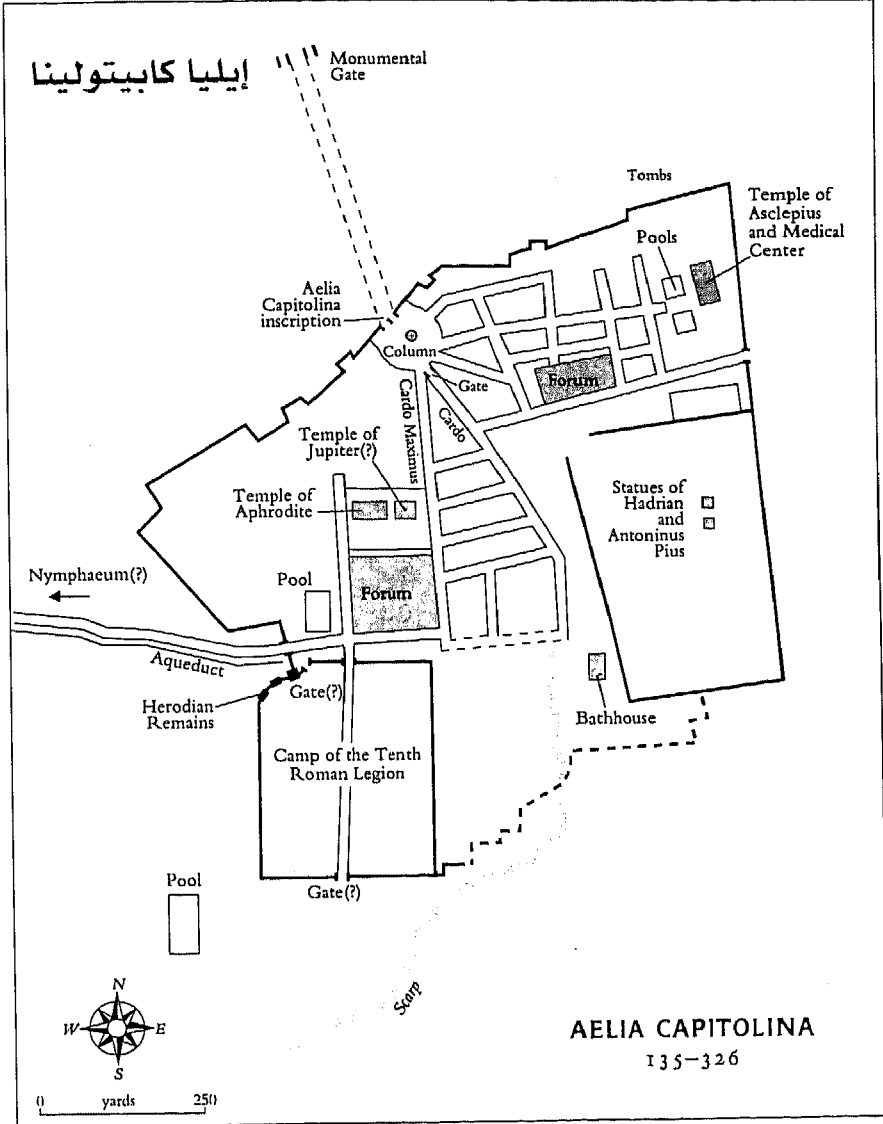 إيليا كابيتولينا
Monumental
Gate
Tombs
Temple of
Asclepius
and Medical
Center
Pools
Aelia
Capitolina
inscription
Column
Gate
Forum
Cardo Maximus
Cardo
Temple of
Jupiter(?)
Temple of
Aphrodite
Statues of
Hadrian
and
Antoninus
Pius
Nymphaeum(?)
Pool
Forum
Aqueduct
Gate(?)
Herodian
Remains
Bathhouse
Camp of the Tenth
Roman Legion
Pool
Gate(?)
Scarp
N
W
E
S
AELIA CAPITOLINA
135–326
0 yards 250